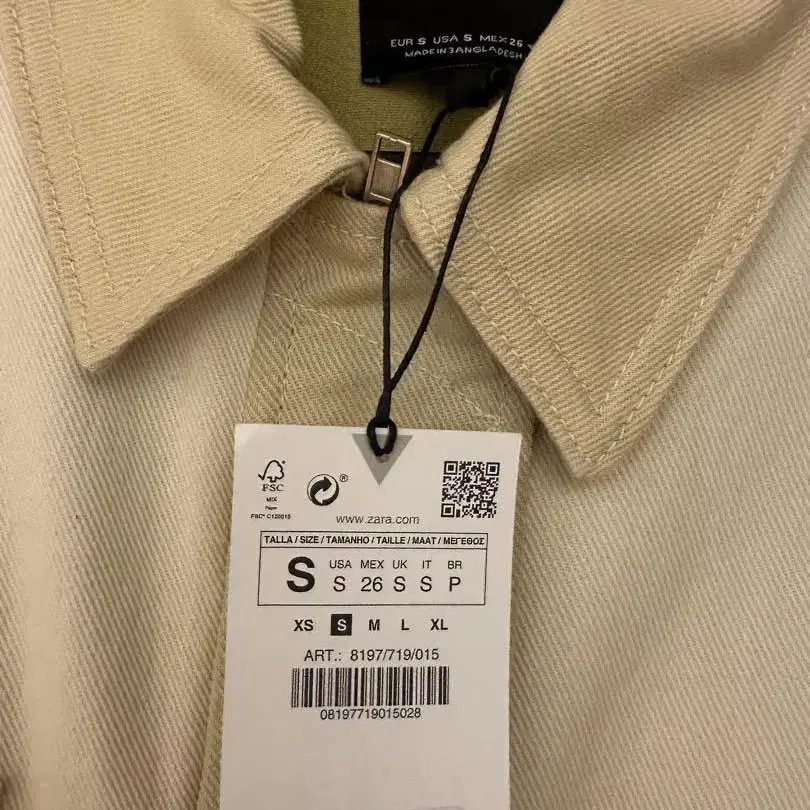 EUR S USA S MEX 26
MADE IN BANGLADESH
FSC
MIX
Paper
FSC® C120015
®
www.zara.com
TALLA / SIZE / TAMANHO / TAILLE / MAAT / ΜΕΓΕΘΟΣ
S
USA MEX UK IT BR
S 26 S S P
XS S M L XL
ART.: 8197/719/015
08197719015028